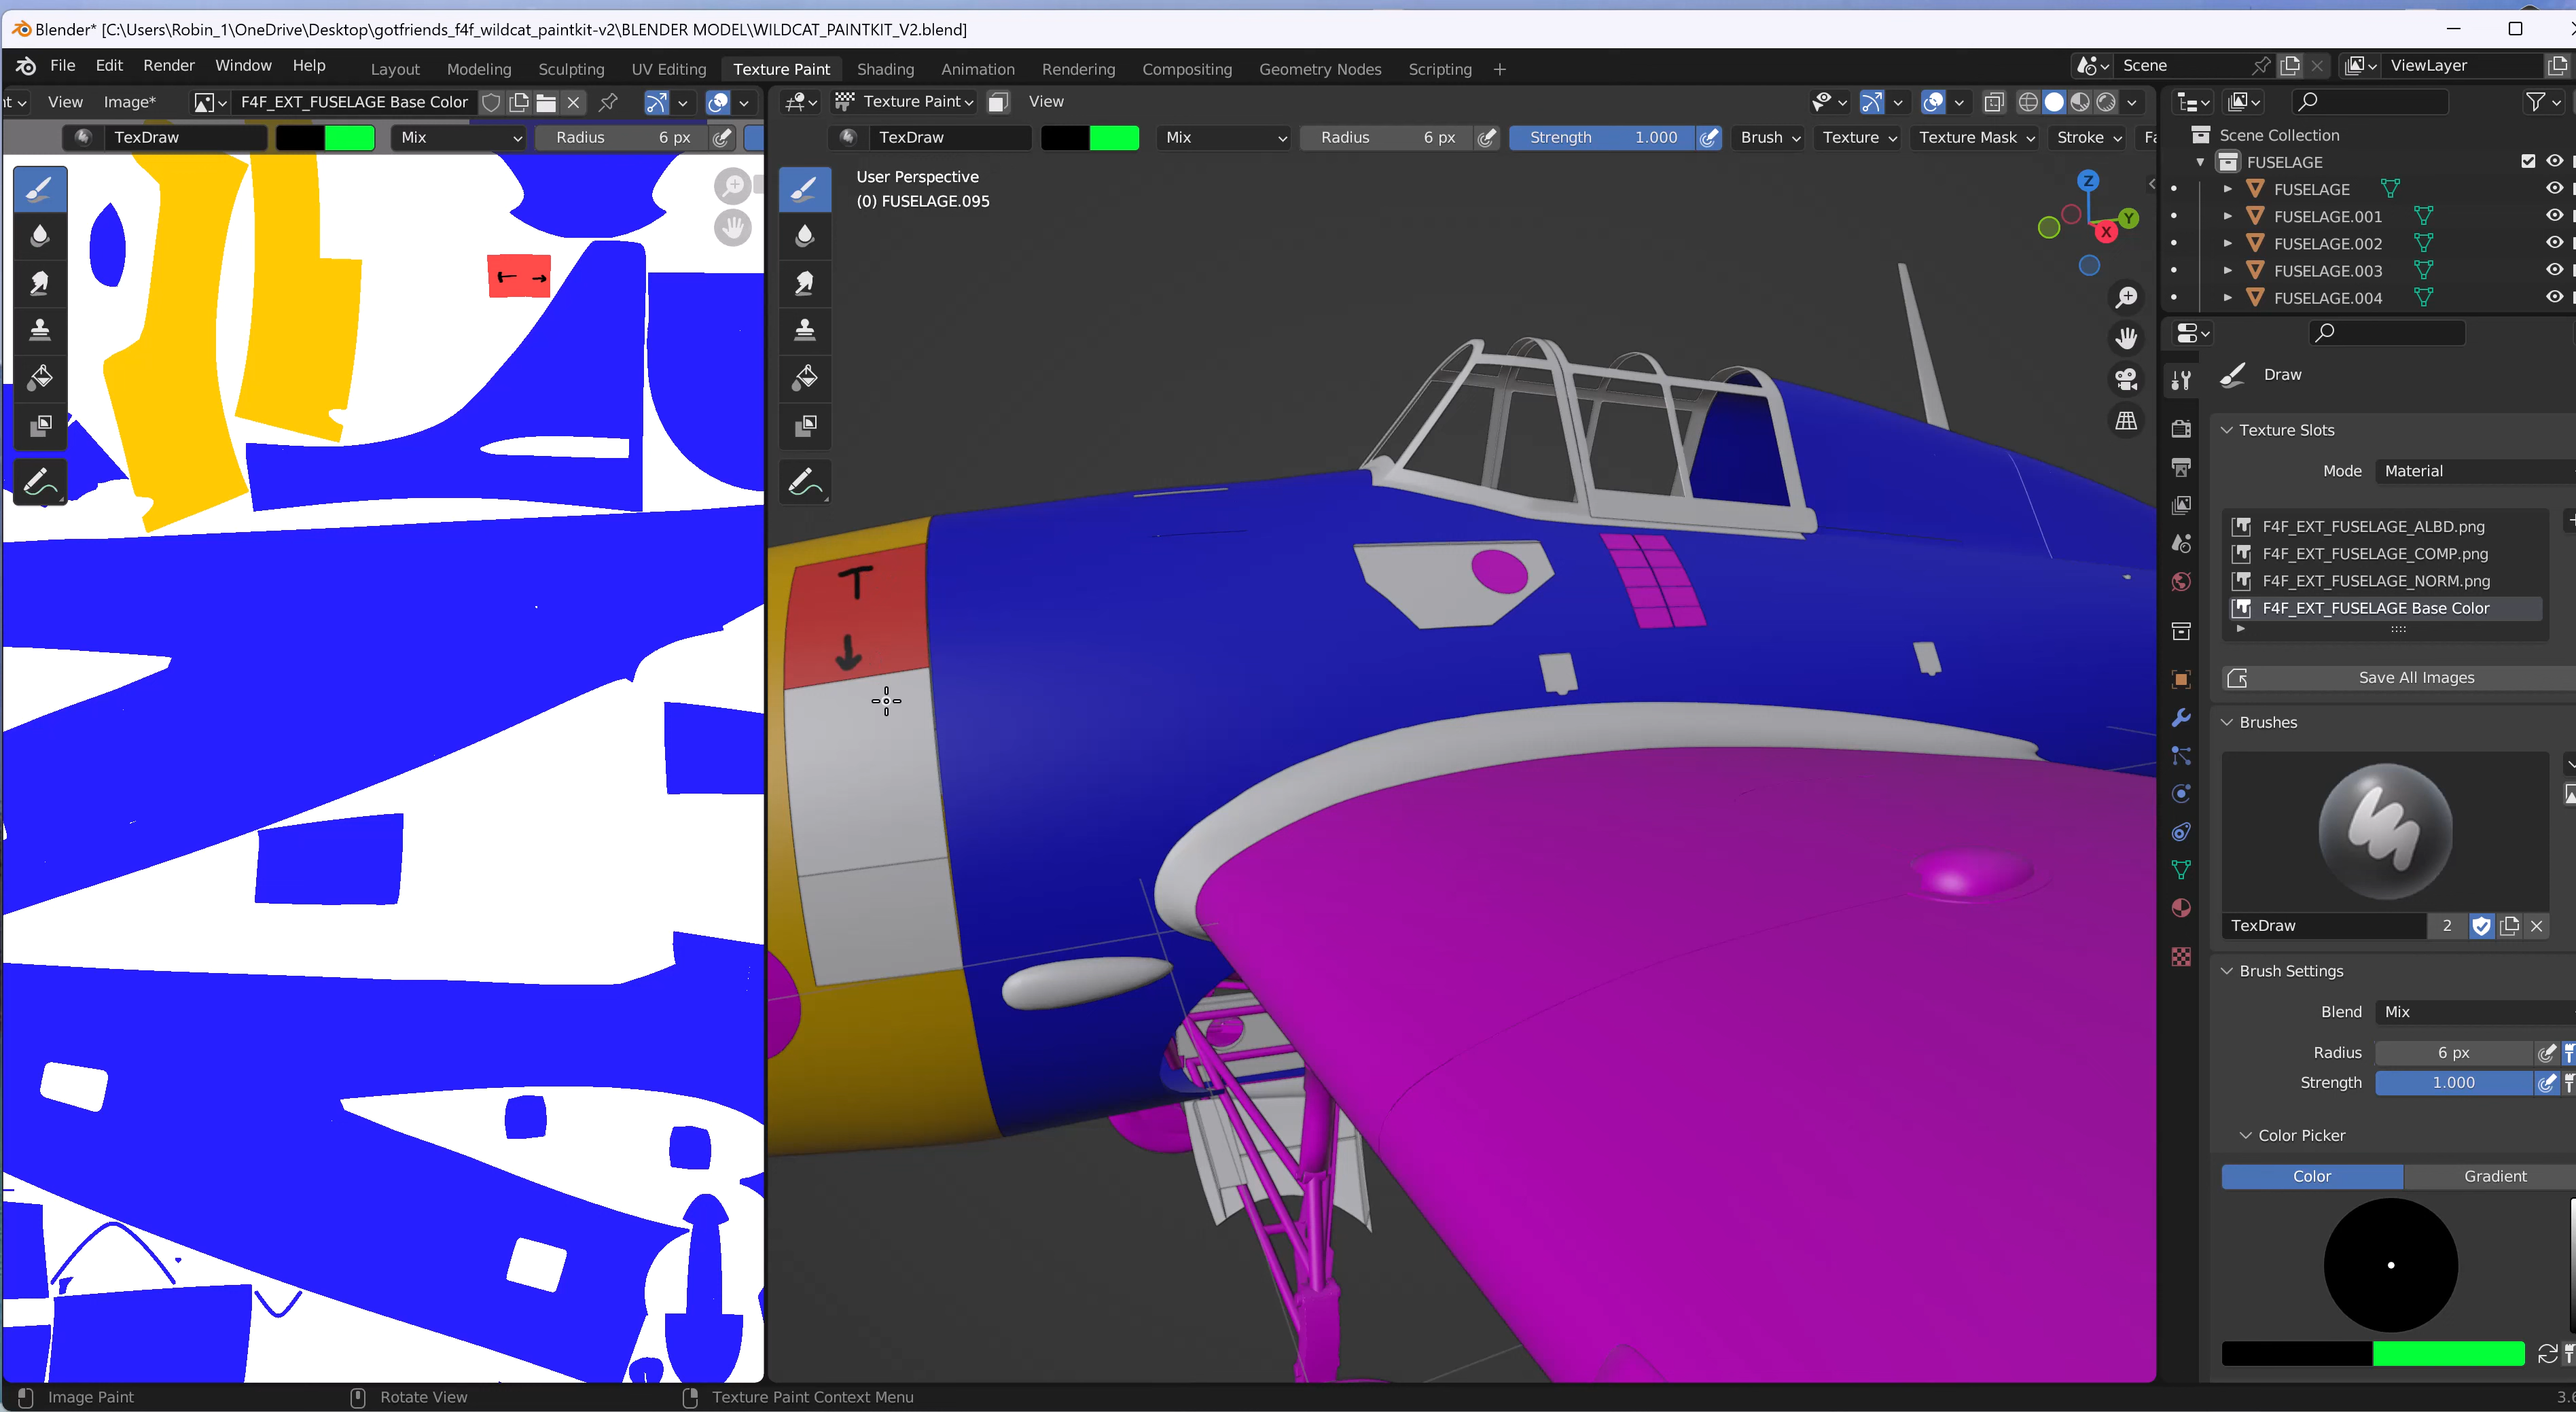 Blender* [C:\Users\Robin_1\OneDrive\Desktop\gotfriends_f4f_wildcat_paintkit-v2\BLENDER MODEL\WILDCAT_PAINTKIT_V2.blend]
File Edit Render Window Help Layout Modeling Sculpting UV Editing Texture Paint Shading Animation Rendering Compositing Geometry Nodes Scripting + Scene ViewLayer
View Image* F4F_EXT_FUSELAGE Base Color Texture Paint View
TexDraw Mix Radius 6 px TexDraw Mix Radius 6 px Strength 1.000 Brush Texture Texture Mask Stroke Fa
User Perspective
(0) FUSELAGE.095
Z
Y
X
T
Scene Collection
FUSELAGE
FUSELAGE
FUSELAGE.001
FUSELAGE.002
FUSELAGE.003
FUSELAGE.004
Draw
Texture Slots
Mode Material
F4F_EXT_FUSELAGE_ALBD.png
F4F_EXT_FUSELAGE_COMP.png
F4F_EXT_FUSELAGE_NORM.png
F4F_EXT_FUSELAGE Base Color
Save All Images
Brushes
TexDraw 2
Brush Settings
Blend Mix
Radius 6 px
Strength 1.000
Color Picker
Color Gradient
Image Paint Rotate View Texture Paint Context Menu 3.6